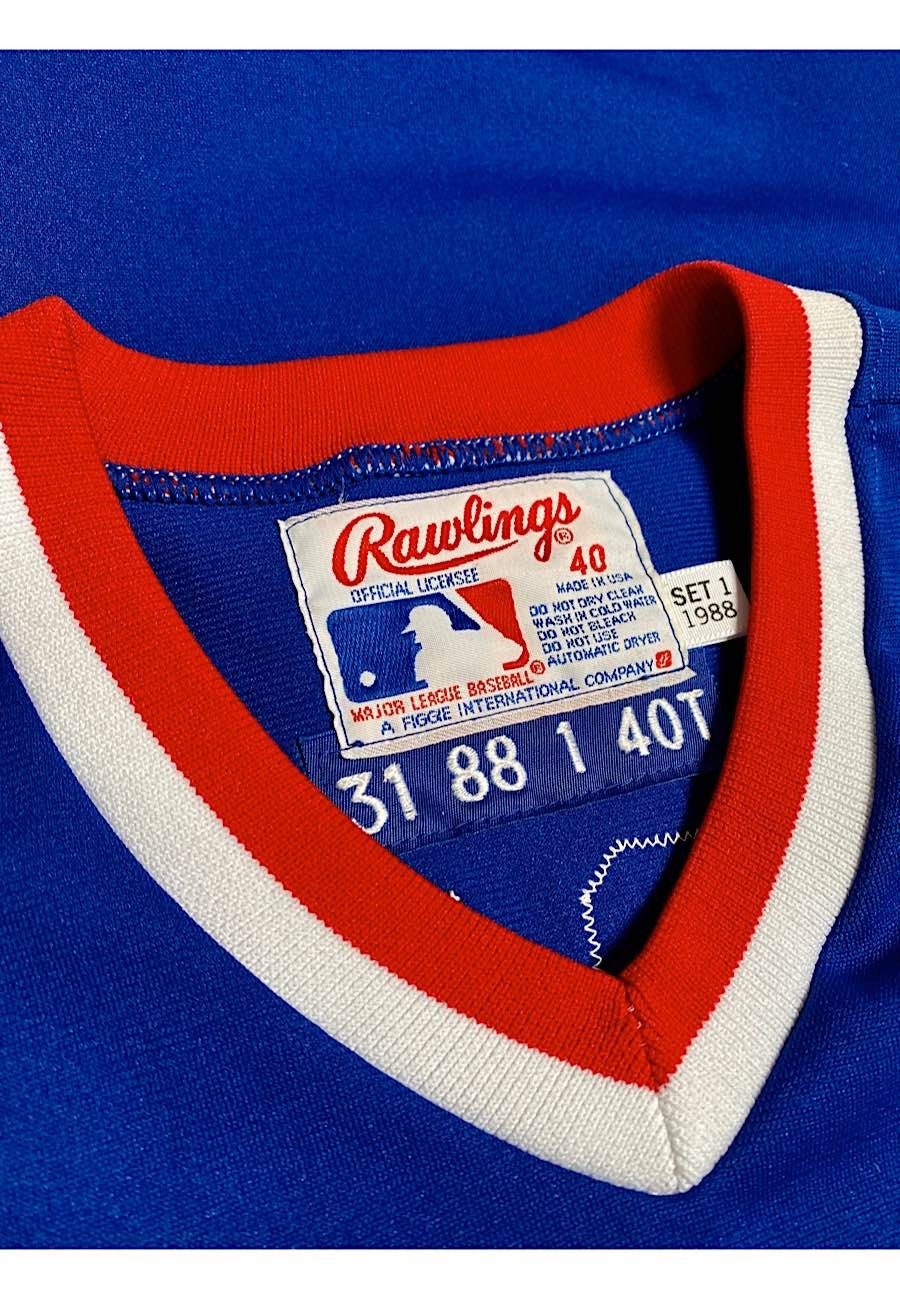 Rawlings®
40
OFFICIAL LICENSEE
MADE IN USA
DO NOT DRY CLEAN
WASH IN COLD WATER
DO NOT BLEACH
DO NOT USE
AUTOMATIC DRYER
MAJOR LEAGUE BASEBALL®
A FIGGIE INTERNATIONAL COMPANY
SET 1
1988
31 88 1 40T